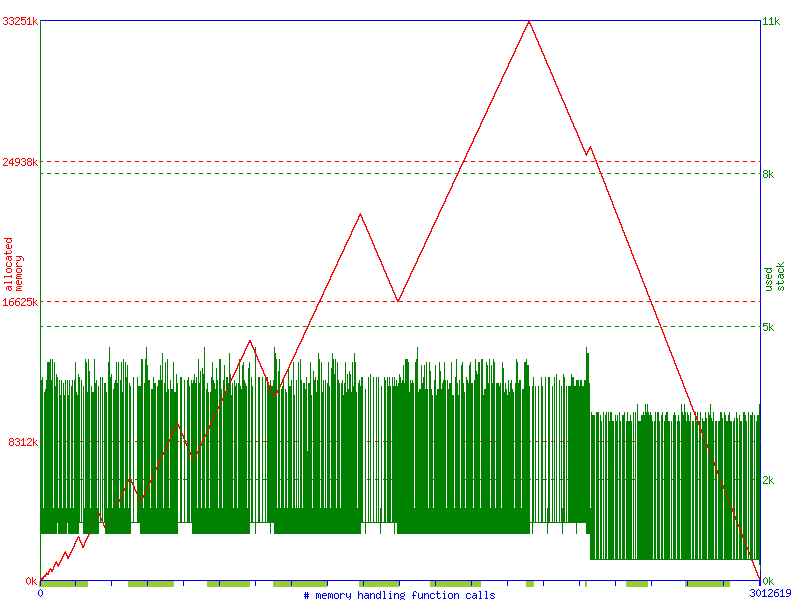 33251k
11k
24938k
8k
allocated
memory
used
stack
16625k
5k
8312k
2k
0k
0k
0
# memory handling function calls
3012619